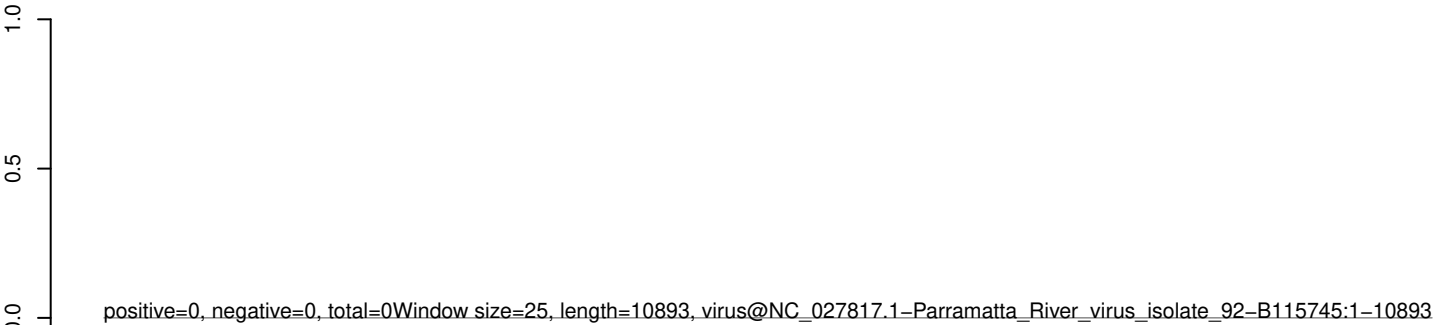 1.0
0.5
0.0
positive=0, negative=0, total=0Window size=25, length=10893, virus@NC_027817.1−Parramatta_River_virus_isolate_92−B115745:1−10893